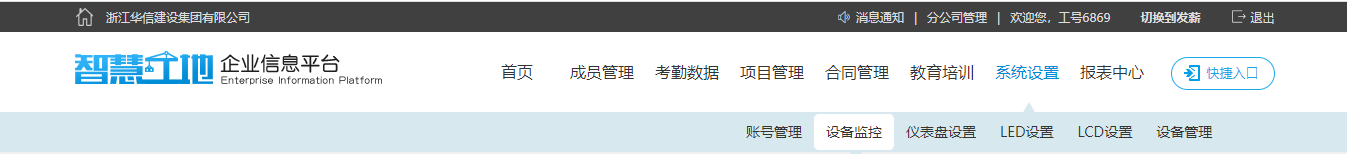 浙江华信建设集团有限公司 消息通知 | 分公司管理 | 欢迎您，工号6869 切换到发薪 退出
智慧工地 企业信息平台 首页 成员管理 考勤数据 项目管理 合同管理 教育培训 系统设置 报表中心 快捷入口
Enterprise Information Platform
账号管理 设备监控 仪表盘设置 LED设置 LCD设置 设备管理